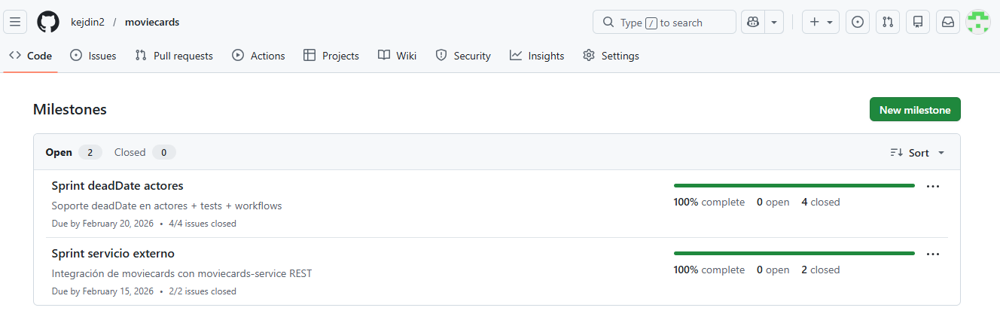 kejdin2 / moviecards
Type / to search
Code Issues Pull requests Actions Projects Wiki Security Insights Settings
Milestones
New milestone
Open 2 Closed 0
Sort
Sprint deadDate actores
100% complete 0 open 4 closed
Soporte deadDate en actores + tests + workflows
Due by February 20, 2026 • 4/4 issues closed
Sprint servicio externo
100% complete 0 open 2 closed
Integración de moviecards con moviecards-service REST
Due by February 15, 2026 • 2/2 issues closed